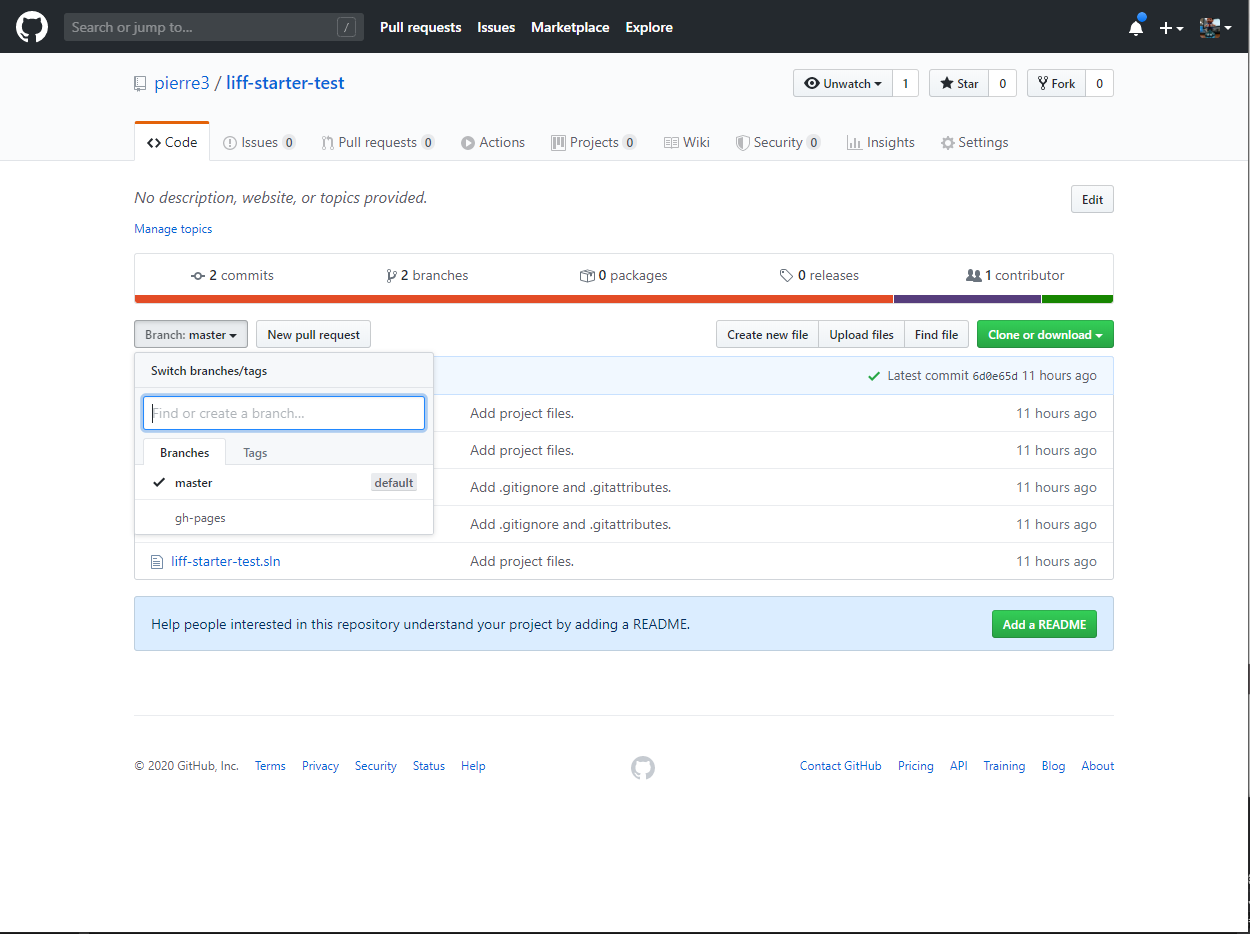 Search or jump to... /
Pull requests Issues Marketplace Explore
pierre3 / liff-starter-test
Unwatch 1 Star 0 Fork 0
Code Issues 0 Pull requests 0 Actions Projects 0 Wiki Security 0 Insights Settings
No description, website, or topics provided.
Edit
Manage topics
2 commits 2 branches 0 packages 0 releases 1 contributor
Branch: master New pull request Create new file Upload files Find file Clone or download
Switch branches/tags
Latest commit 6d0e65d 11 hours ago
Find or create a branch...
Add project files. 11 hours ago
Branches Tags
Add project files. 11 hours ago
master default
Add .gitignore and .gitattributes. 11 hours ago
gh-pages
Add .gitignore and .gitattributes. 11 hours ago
liff-starter-test.sln Add project files. 11 hours ago
Help people interested in this repository understand your project by adding a README. Add a README
© 2020 GitHub, Inc. Terms Privacy Security Status Help Contact GitHub Pricing API Training Blog About